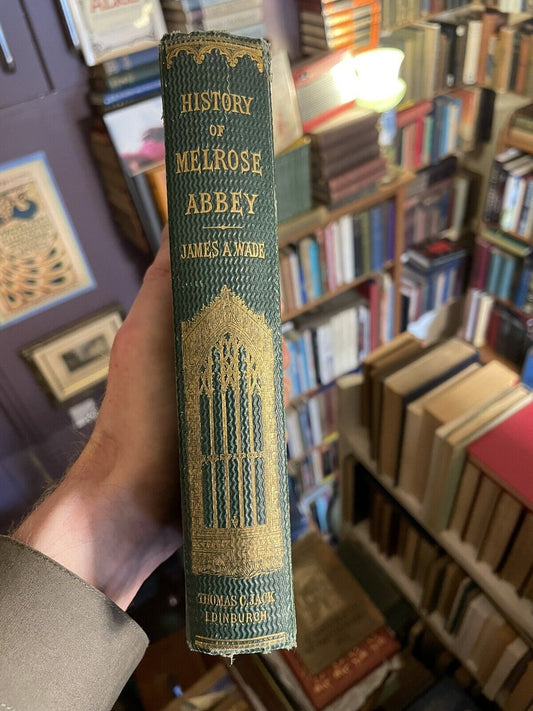 HISTORY
OF
MELROSE
ABBEY
JAMES A. WADE
THOMAS C. JACK
EDINBURGH